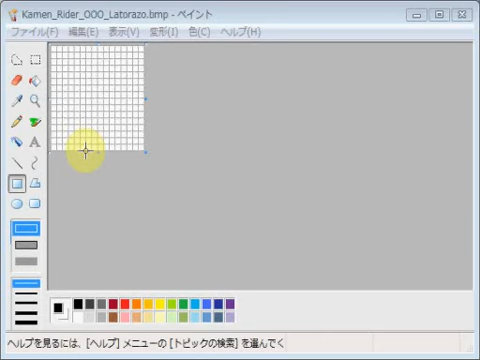 Kamen_Rider_OOO_Latorazo.bmp - ペイント
ファイル(F) 編集(E) 表示(V) 変形(I) 色(C) ヘルプ(H)
A
ヘルプを見るには、[ヘルプ] メニューの [トピックの検索] を選んでく